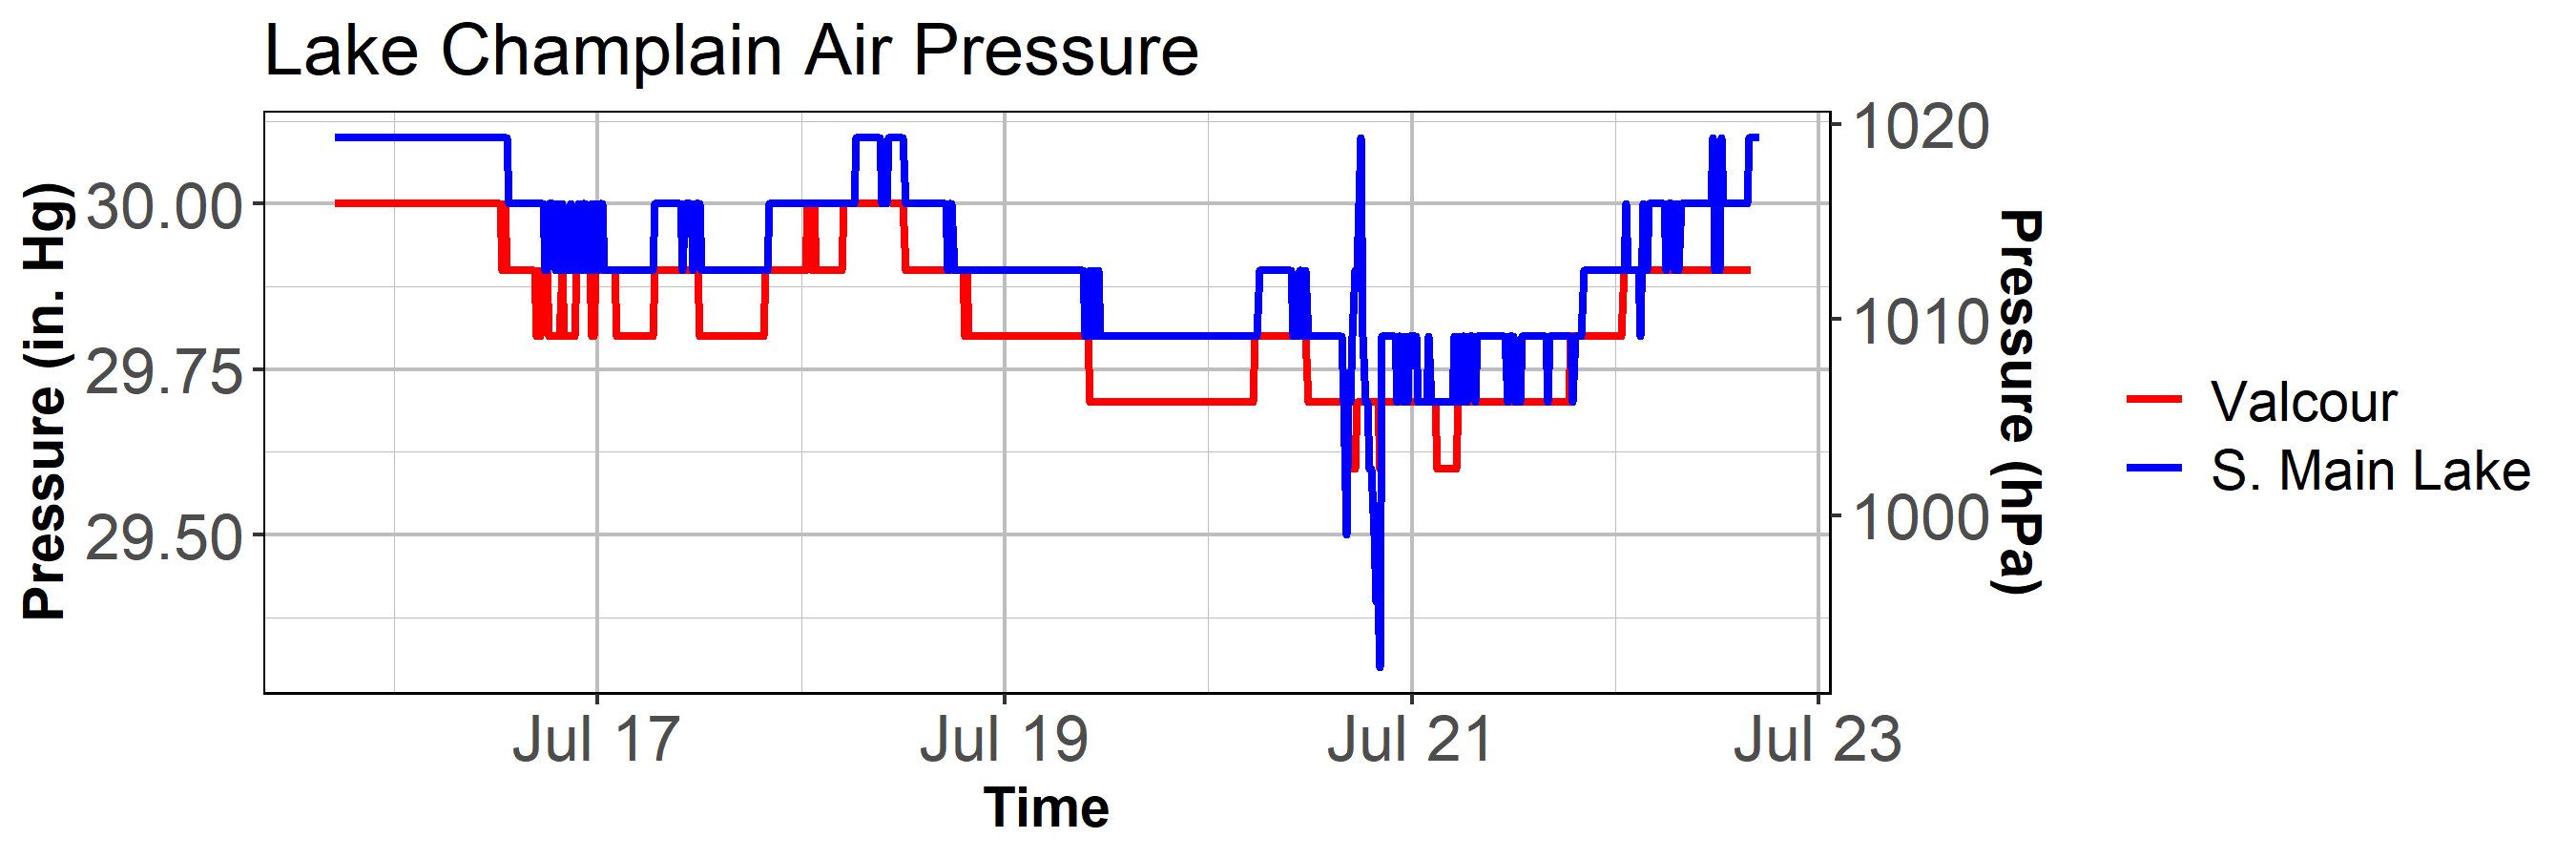 Lake Champlain Air Pressure
Pressure (in. Hg)
30.00
29.75
29.50
1020
1010
1000
Pressure (hPa)
Jul 17
Jul 19
Jul 21
Jul 23
Time
Valcour
S. Main Lake